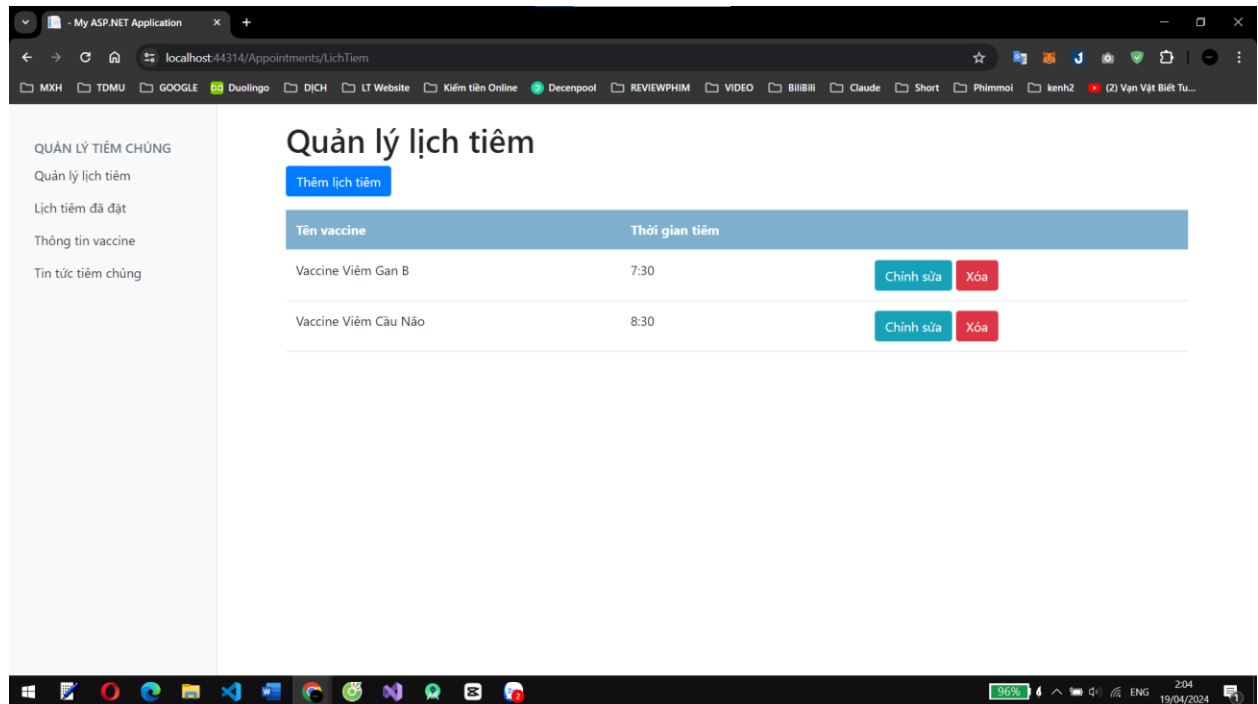 - My ASP.NET Application
localhost:44314/Appointments/LichTiem
MXH TDMU GOOGLE Duolingo DỊCH LT Website Kiếm tiền Online Decenpool REVIEWPHIM VIDEO BiliBili Claude Short Phimmoi kenh2 (2) Vạn Vật Biết Tu...
QUẢN LÝ TIÊM CHỦNG
Quản lý lịch tiêm
Lịch tiêm đã đặt
Thông tin vaccine
Tin tức tiêm chủng
Quản lý lịch tiêm
Thêm lịch tiêm
Tên vaccine Thời gian tiêm
Vaccine Viêm Gan B 7:30 Chỉnh sửa Xóa
Vaccine Viêm Cầu Não 8:30 Chỉnh sửa Xóa
96% ENG 2:04
19/04/2024